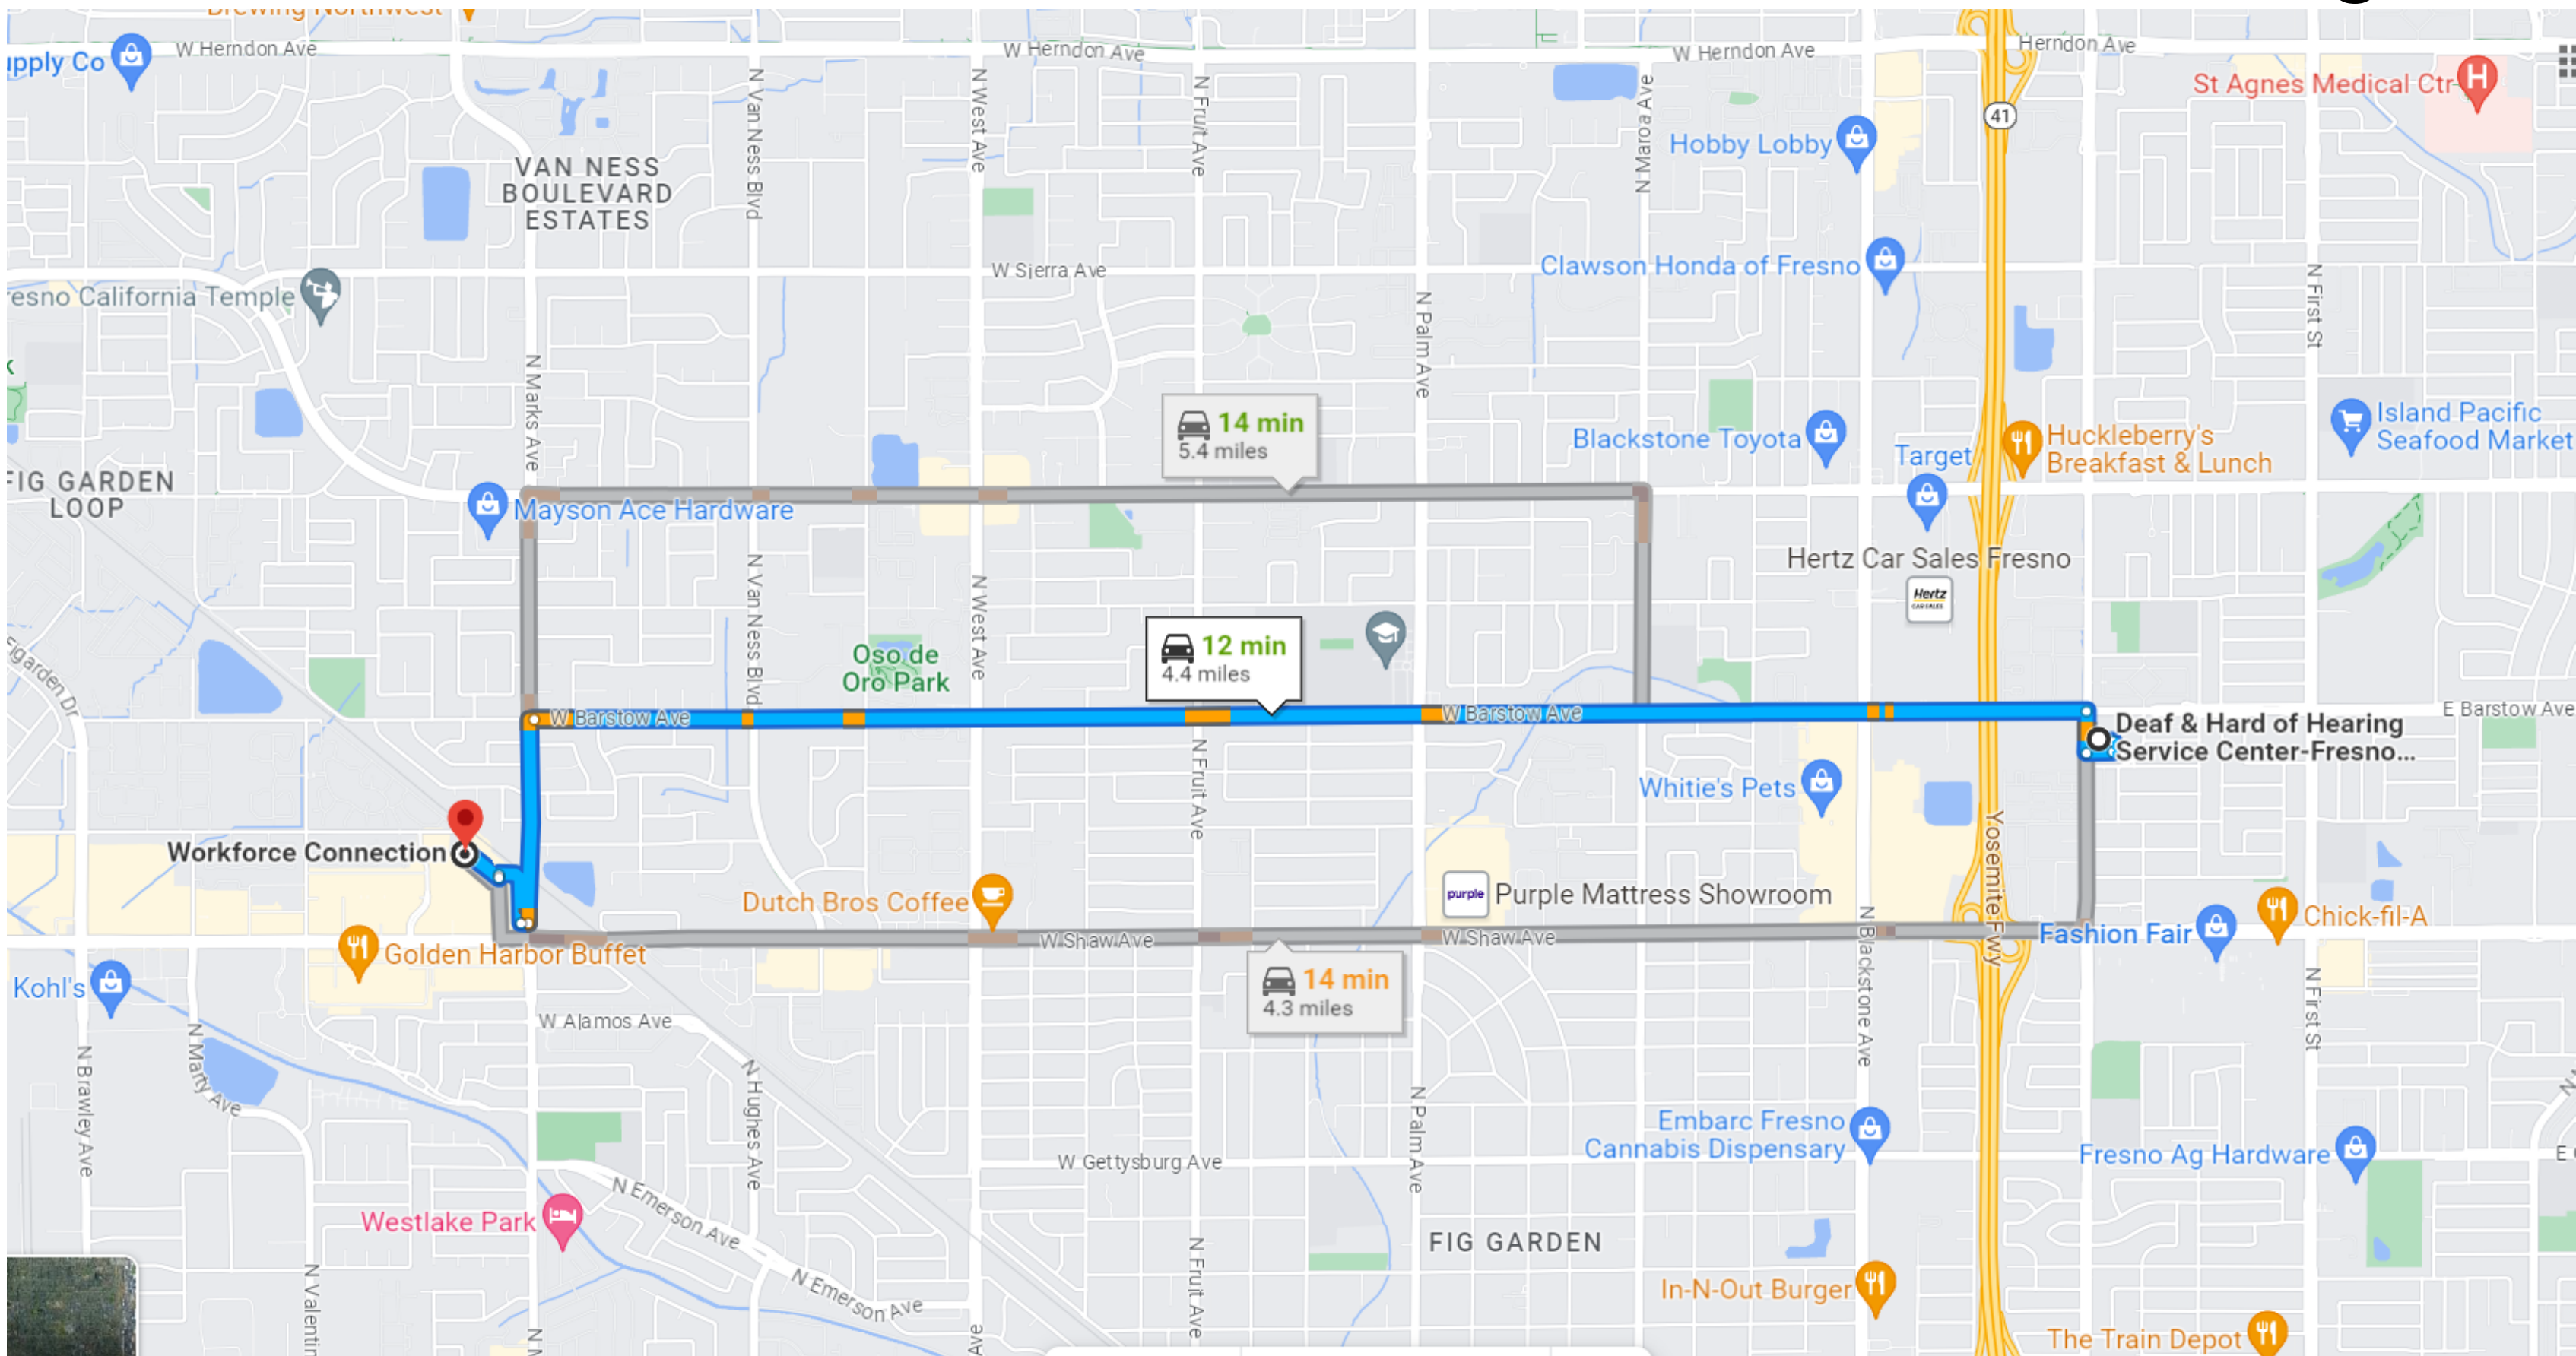 Brewing Northwest
upply Co
W Herndon Ave
W Herndon Ave
W Herndon Ave
Herndon Ave
St Agnes Medical Ctr
H
41
N Van Ness Blvd
N West Ave
N Fruit Ave
N Maroa Ave
Hobby Lobby
VAN NESS
BOULEVARD
ESTATES
W Sierra Ave
Clawson Honda of Fresno
resno California Temple
N First St
N Palm Ave
N Marks Ave
k
14 min
5.4 miles
Blackstone Toyota
Target
Huckleberry's
Breakfast & Lunch
Island Pacific
Seafood Market
FIG GARDEN
LOOP
Mayson Ace Hardware
Hertz Car Sales Fresno
Hertz
CAR SALES
N Van Ness Blvd
N West Ave
Figarden Dr
Oso de
Oro Park
12 min
4.4 miles
W Barstow Ave
W Barstow Ave
E Barstow Ave
Deaf & Hard of Hearing
Service Center-Fresno...
N Fruit Ave
Whitie's Pets
Workforce Connection
Yosemite Fwy
Dutch Bros Coffee
purple
Purple Mattress Showroom
Chick-fil-A
Fashion Fair
W Shaw Ave
W Shaw Ave
Golden Harbor Buffet
Kohl's
14 min
4.3 miles
N Blackstone Ave
N First St
W Alamos Ave
N Marty Ave
N Brawley Ave
N Hughes Ave
N Palm Ave
Embarc Fresno
Cannabis Dispensary
Fresno Ag Hardware
W Gettysburg Ave
N Emerson Ave
Westlake Park
FIG GARDEN
N Fruit Ave
N Valentin
N Emerson Ave
In-N-Out Burger
The Train Depot
N M
Ave